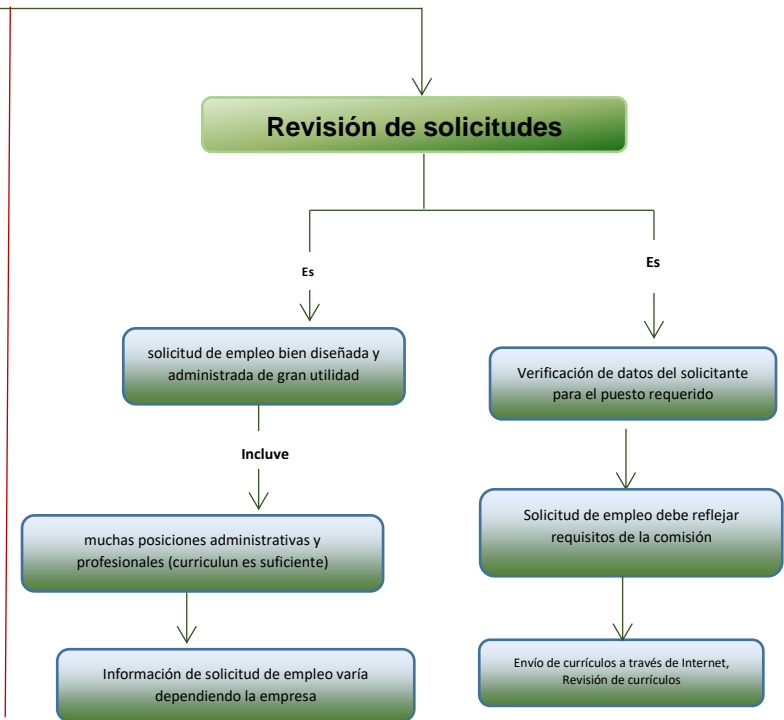 Revisión de solicitudes
Es
Es
solicitud de empleo bien diseñada y
administrada de gran utilidad
Verificación de datos del solicitante
para el puesto requerido
Incluve
muchas posiciones administrativas y
profesionales (curriculun es suficiente)
Solicitud de empleo debe reflejar
requisitos de la comisión
Información de solicitud de empleo varía
dependiendo la empresa
Envío de currículos a través de Internet,
Revisión de currículos